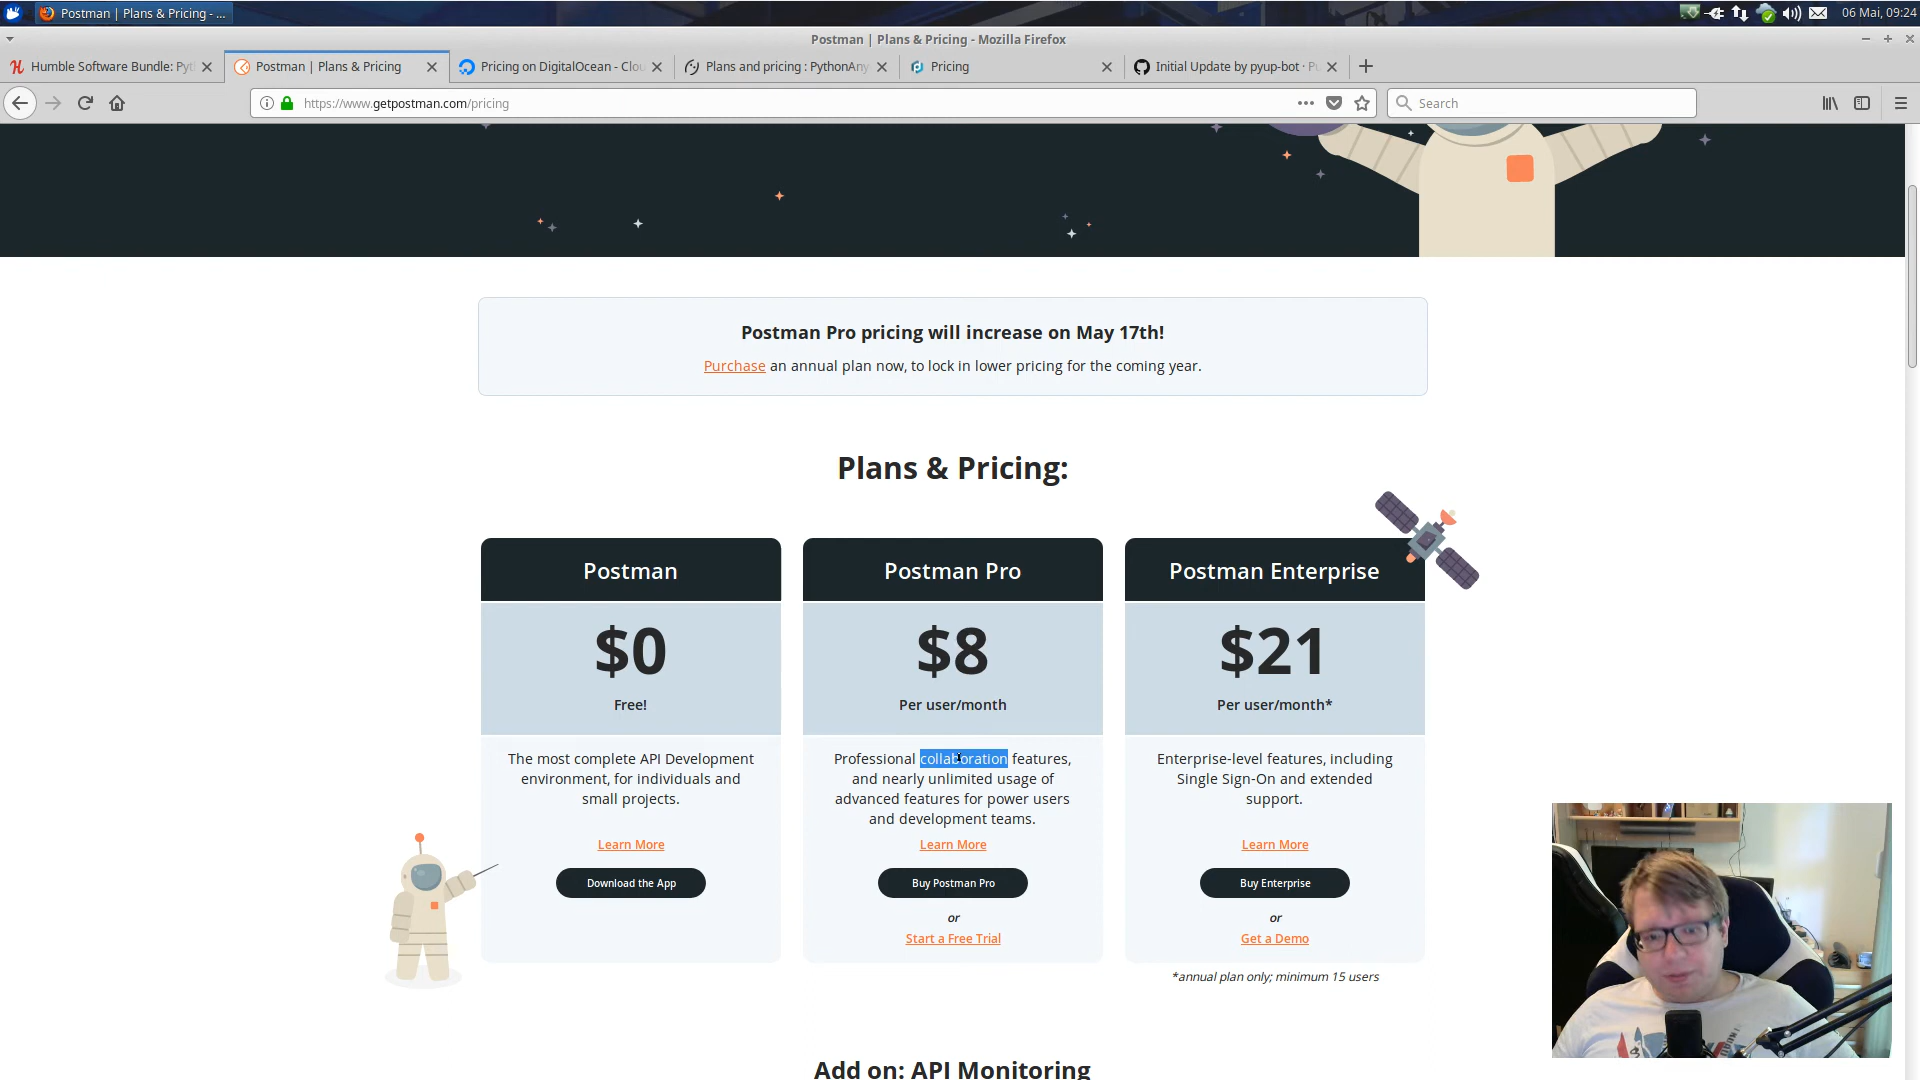 Postman | Plans & Pricing - ...
06 Mai, 09:24
Postman | Plans & Pricing - Mozilla Firefox
Humble Software Bundle: Pyt
Postman | Plans & Pricing
Pricing on DigitalOcean - Clou
Plans and pricing : PythonAny
Pricing
Initial Update by pyup-bot · Pu
https://www.getpostman.com/pricing
Search
Postman Pro pricing will increase on May 17th!
Purchase an annual plan now, to lock in lower pricing for the coming year.
Plans & Pricing:
Postman
$0
Free!
The most complete API Development
environment, for individuals and
small projects.
Learn More
Download the App
Postman Pro
$8
Per user/month
Professional collaboration features,
and nearly unlimited usage of
advanced features for power users
and development teams.
Learn More
Buy Postman Pro
or
Start a Free Trial
Postman Enterprise
$21
Per user/month*
Enterprise-level features, including
Single Sign-On and extended
support.
Learn More
Buy Enterprise
or
Get a Demo
*annual plan only; minimum 15 users
Add on: API Monitoring